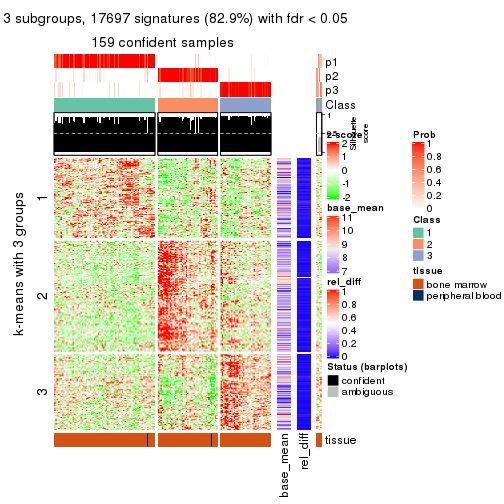 3 subgroups, 17697 signatures (82.9%) with fdr < 0.05
159 confident samples
p1
p2
p3
Class
1
Silhouette
score
k-means with 3 groups
1
2
3
z-score
2
1
0
-1
-2
base_mean
11
10
9
8
7
rel_diff
1
0.8
0.6
0.4
0.2
0
Status (barplots)
confident
ambiguous
Prob
1
0.8
0.6
0.4
0.2
0
Class
1
2
3
tissue
bone marrow
peripheral blood
tissue
base_mean
rel_diff